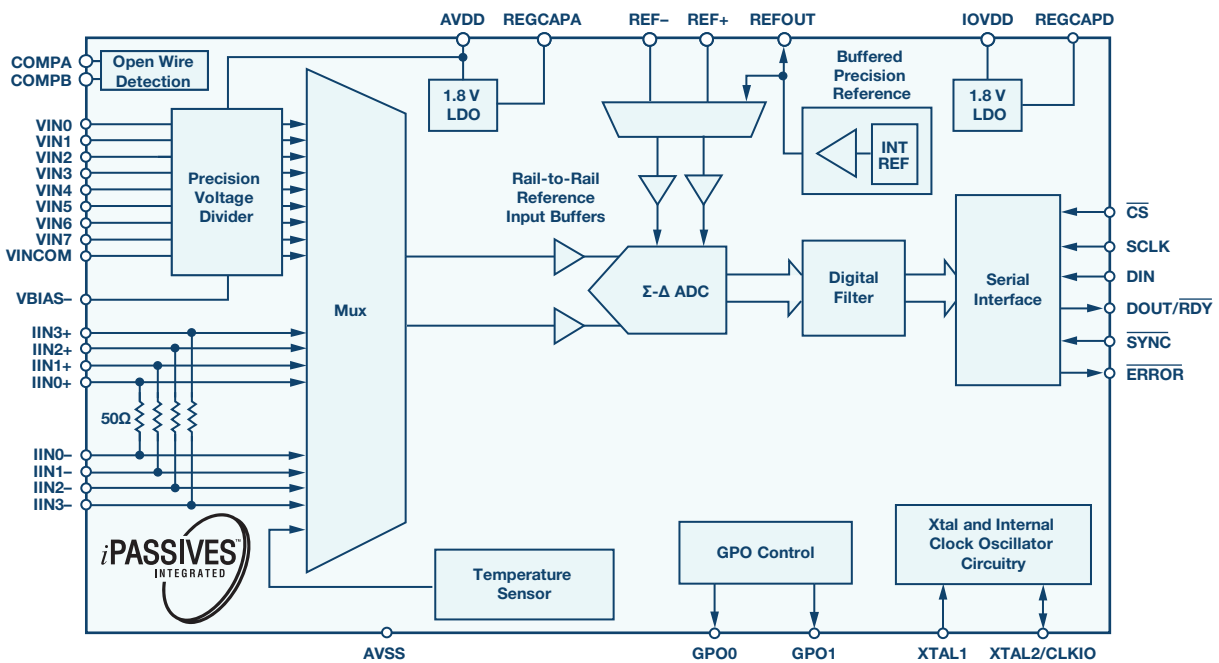 AVDD REGCAPA REF− REF+ REFOUT IOVDD REGCAPD
COMPA
COMPB
Open Wire
Detection
1.8 V
LDO
Buffered
Precision
Reference
INT
REF
1.8 V
LDO
VIN0
VIN1
VIN2
VIN3
VIN4
VIN5
VIN6
VIN7
VINCOM
VBIAS−
Precision
Voltage
Divider
Rail-to-Rail
Reference
Input Buffers
Mux
Σ-Δ ADC
Digital
Filter
Serial
Interface
CS
SCLK
DIN
DOUT/RDY
SYNC
ERROR
IIN3+
IIN2+
IIN1+
IIN0+
50Ω
IIN0−
IIN1−
IIN2−
IIN3−
iPASSIVES™
INTEGRATED
Temperature
Sensor
GPO Control
Xtal and Internal
Clock Oscillator
Circuitry
AVSS GPO0 GPO1 XTAL1 XTAL2/CLKIO